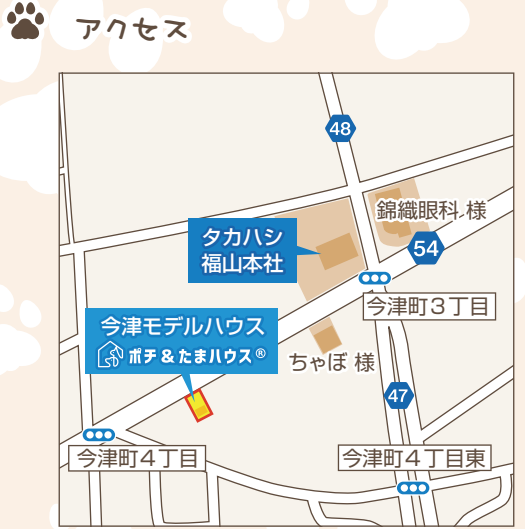 アクセス
48
錦織眼科 様
タカハシ
福山本社
54
今津町3丁目
今津モデルハウス
ポチ&たまハウス®
ちゃぼ 様
47
今津町4丁目
今津町4丁目東